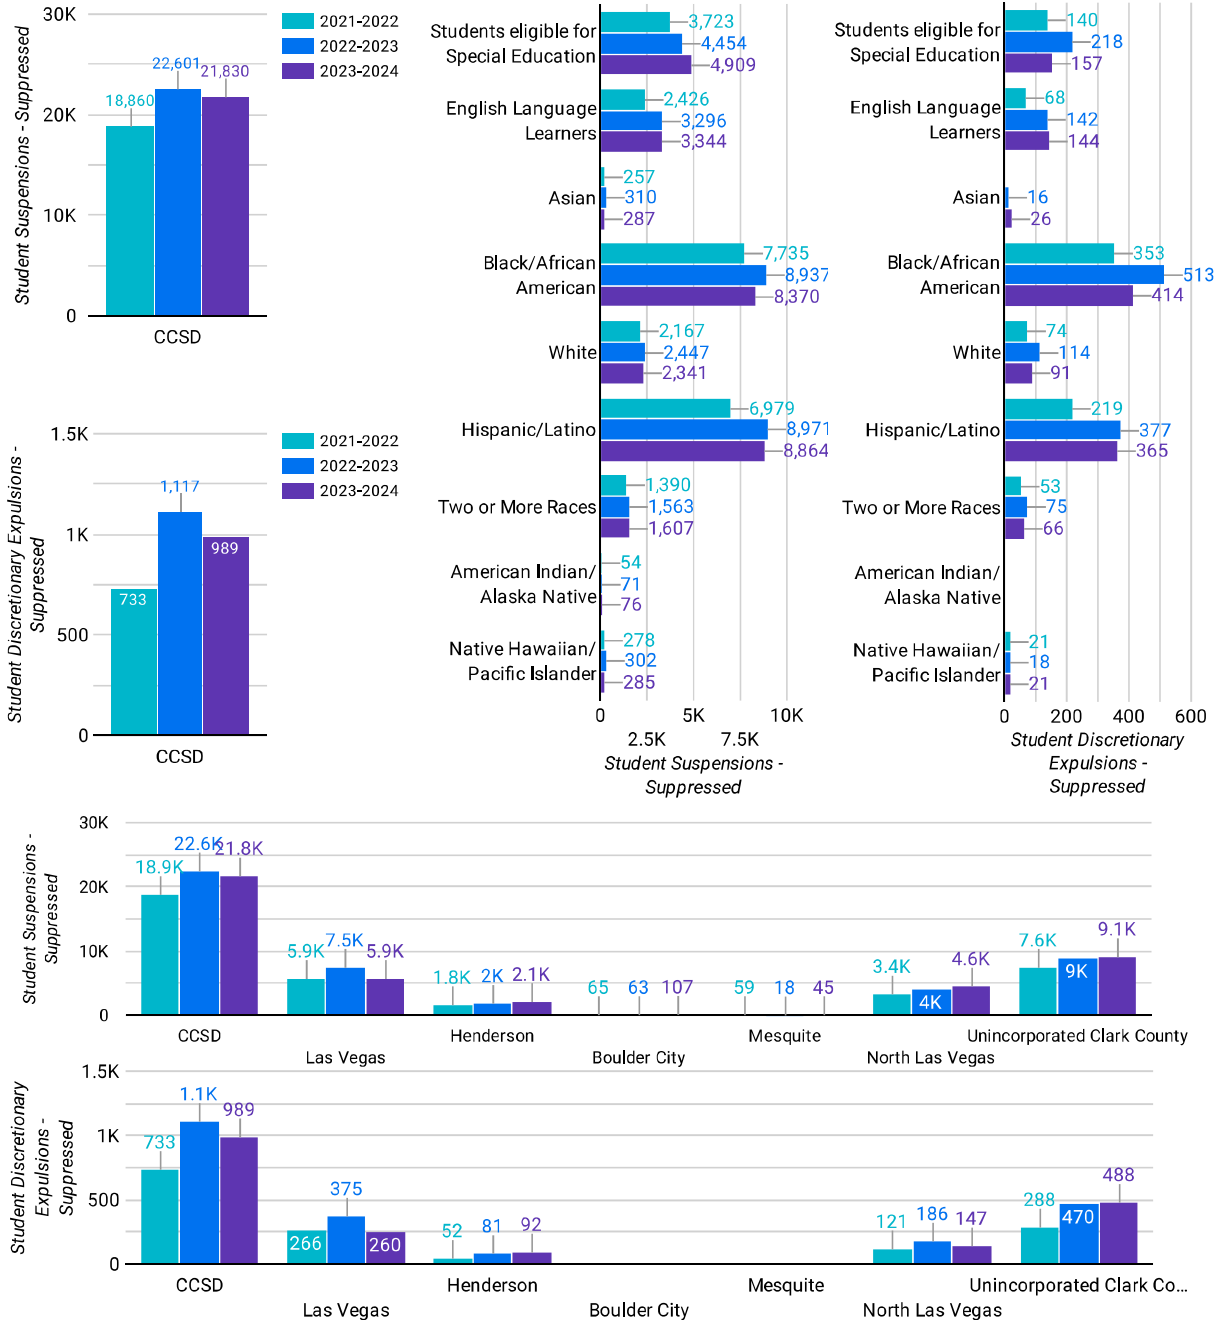 30K
20K
10K
0
Student Suspensions - Suppressed
18,860
22,601
21,830
CCSD
2021-2022
2022-2023
2023-2024
1.5K
1K
500
0
Student Discretionary Expulsions -
Suppressed
733
1,117
989
CCSD
2021-2022
2022-2023
2023-2024
Students eligible for
Special Education
3,723
4,454
4,909
English Language
Learners
2,426
3,296
3,344
Asian
257
310
287
Black/African
American
7,735
8,937
8,370
White
2,167
2,447
2,341
Hispanic/Latino
6,979
8,971
8,864
Two or More Races
1,390
1,563
1,607
American Indian/
Alaska Native
54
71
76
Native Hawaiian/
Pacific Islander
278
302
285
0 5K 10K
2.5K 7.5K
Student Suspensions -
Suppressed
Students eligible for
Special Education
140
218
157
English Language
Learners
68
142
144
Asian
16
26
Black/African
American
353
513
414
White
74
114
91
Hispanic/Latino
219
377
365
Two or More Races
53
75
66
American Indian/
Alaska Native
Native Hawaiian/
Pacific Islander
21
18
21
0 200 400 600
Student Discretionary
Expulsions -
Suppressed
30K
20K
10K
0
Student Suspensions -
Suppressed
18.9K 22.6K 21.8K
5.9K 7.5K 5.9K
1.8K 2K 2.1K
65 63 107
59 18 45
3.4K 4K 4.6K
7.6K 9K 9.1K
CCSD Henderson Mesquite Unincorporated Clark County
Las Vegas Boulder City North Las Vegas
1.5K
1K
500
0
Student Discretionary
Expulsions -
Suppressed
733 1.1K 989
266 375 260
52 81 92
121 186 147
288 470 488
CCSD Henderson Mesquite Unincorporated Clark Co...
Las Vegas Boulder City North Las Vegas